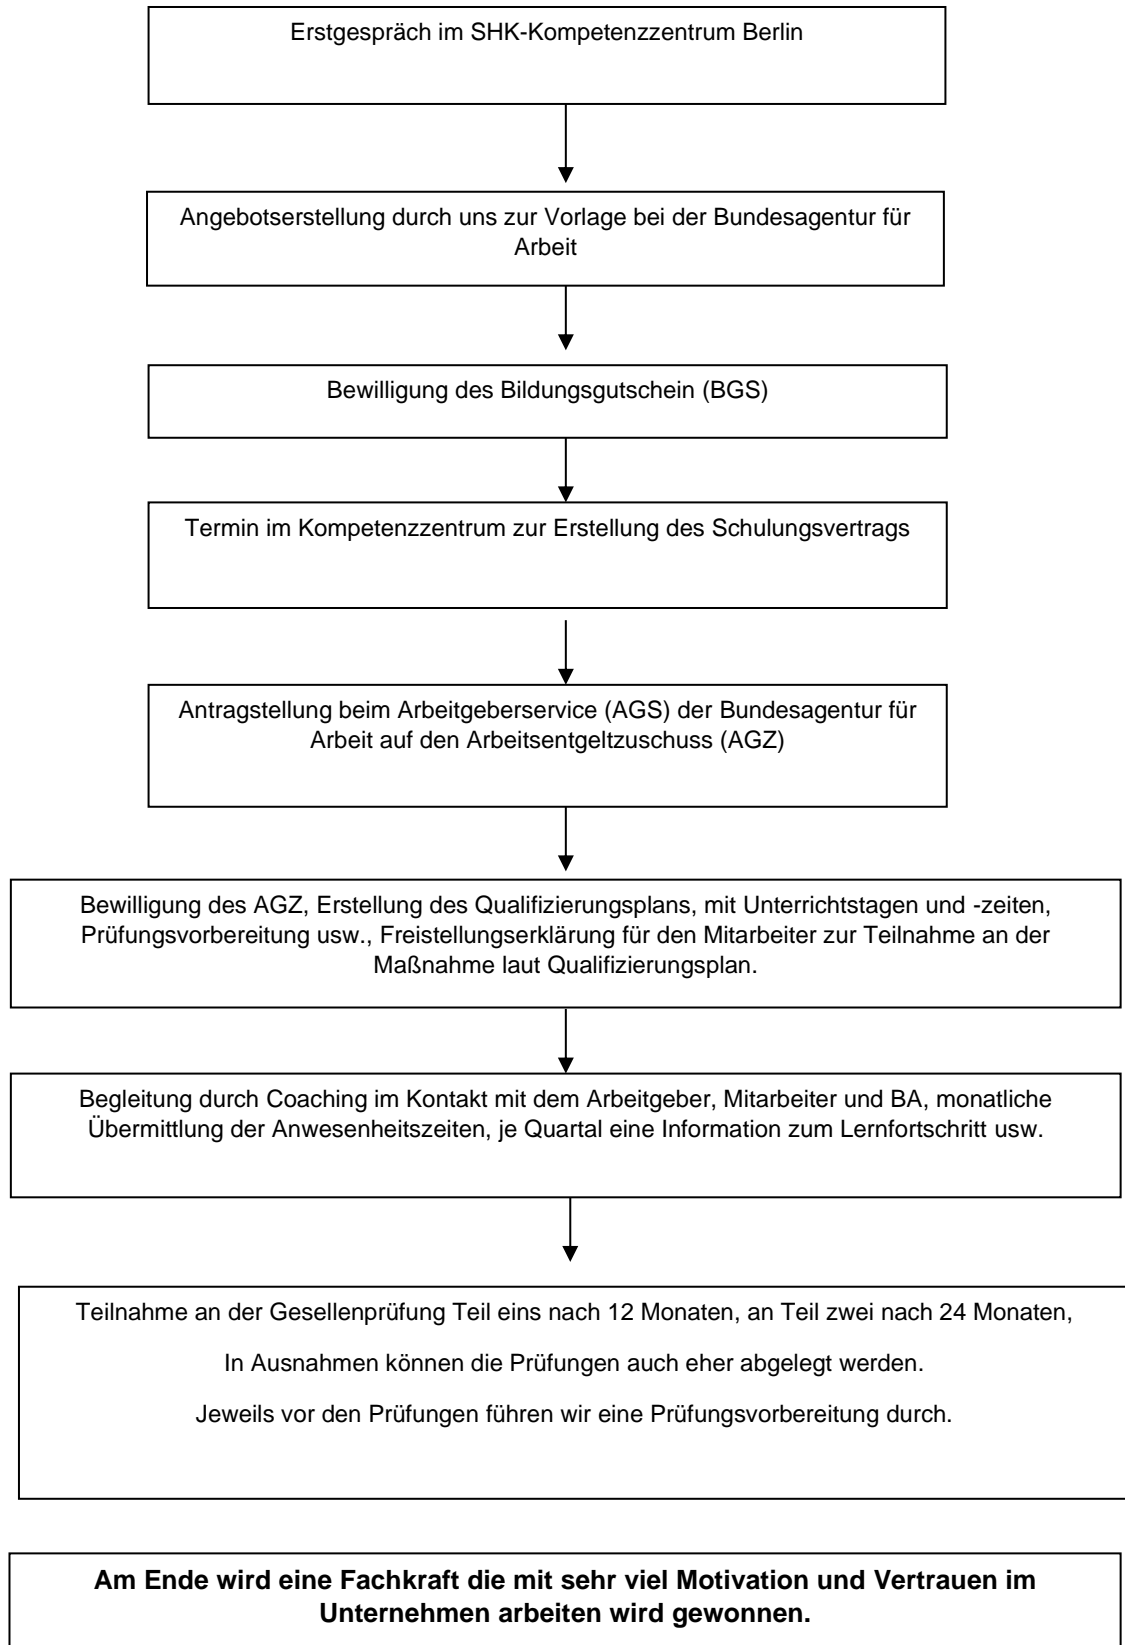 Erstgespräch im SHK-Kompetenzzentrum Berlin
Angebotserstellung durch uns zur Vorlage bei der Bundesagentur für
Arbeit
Bewilligung des Bildungsgutschein (BGS)
Termin im Kompetenzzentrum zur Erstellung des Schulungsvertrags
Antragstellung beim Arbeitgeberservice (AGS) der Bundesagentur für
Arbeit auf den Arbeitsentgeltzuschuss (AGZ)
Bewilligung des AGZ, Erstellung des Qualifizierungsplans, mit Unterrichtstagen und -zeiten,
Prüfungsvorbereitung usw., Freistellungserklärung für den Mitarbeiter zur Teilnahme an der
Maßnahme laut Qualifizierungsplan.
Begleitung durch Coaching im Kontakt mit dem Arbeitgeber, Mitarbeiter und BA, monatliche
Übermittlung der Anwesenheitszeiten, je Quartal eine Information zum Lernfortschritt usw.
Teilnahme an der Gesellenprüfung Teil eins nach 12 Monaten, an Teil zwei nach 24 Monaten,
In Ausnahmen können die Prüfungen auch eher abgelegt werden.
Jeweils vor den Prüfungen führen wir eine Prüfungsvorbereitung durch.
Am Ende wird eine Fachkraft die mit sehr viel Motivation und Vertrauen im
Unternehmen arbeiten wird gewonnen.